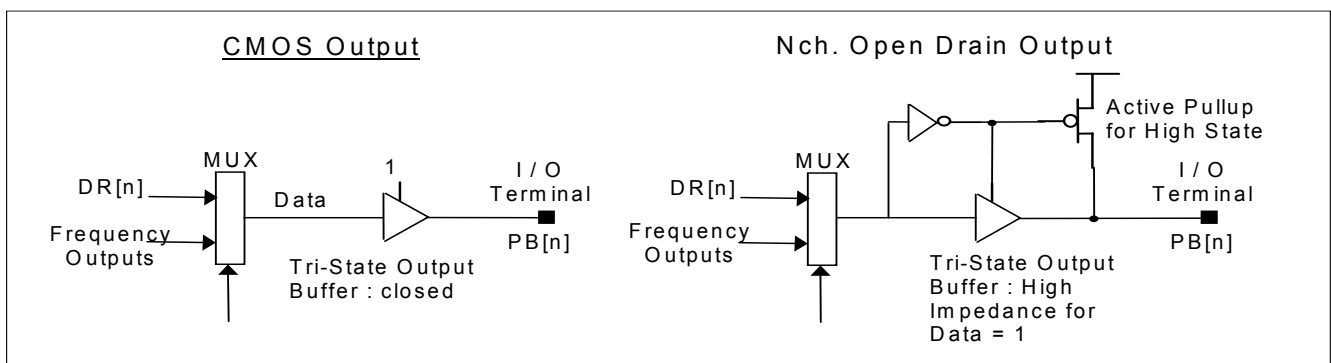 CMOS Output
MUX
DR[n]
Frequency
Outputs
Data
1
I / O
Terminal
PB[n]
Tri-State Output
Buffer : closed
Nch. Open Drain Output
Active Pullup
for High State
MUX
DR[n]
Frequency
Outputs
I / O
Terminal
PB[n]
Tri-State Output
Buffer : High
Impedance for
Data = 1